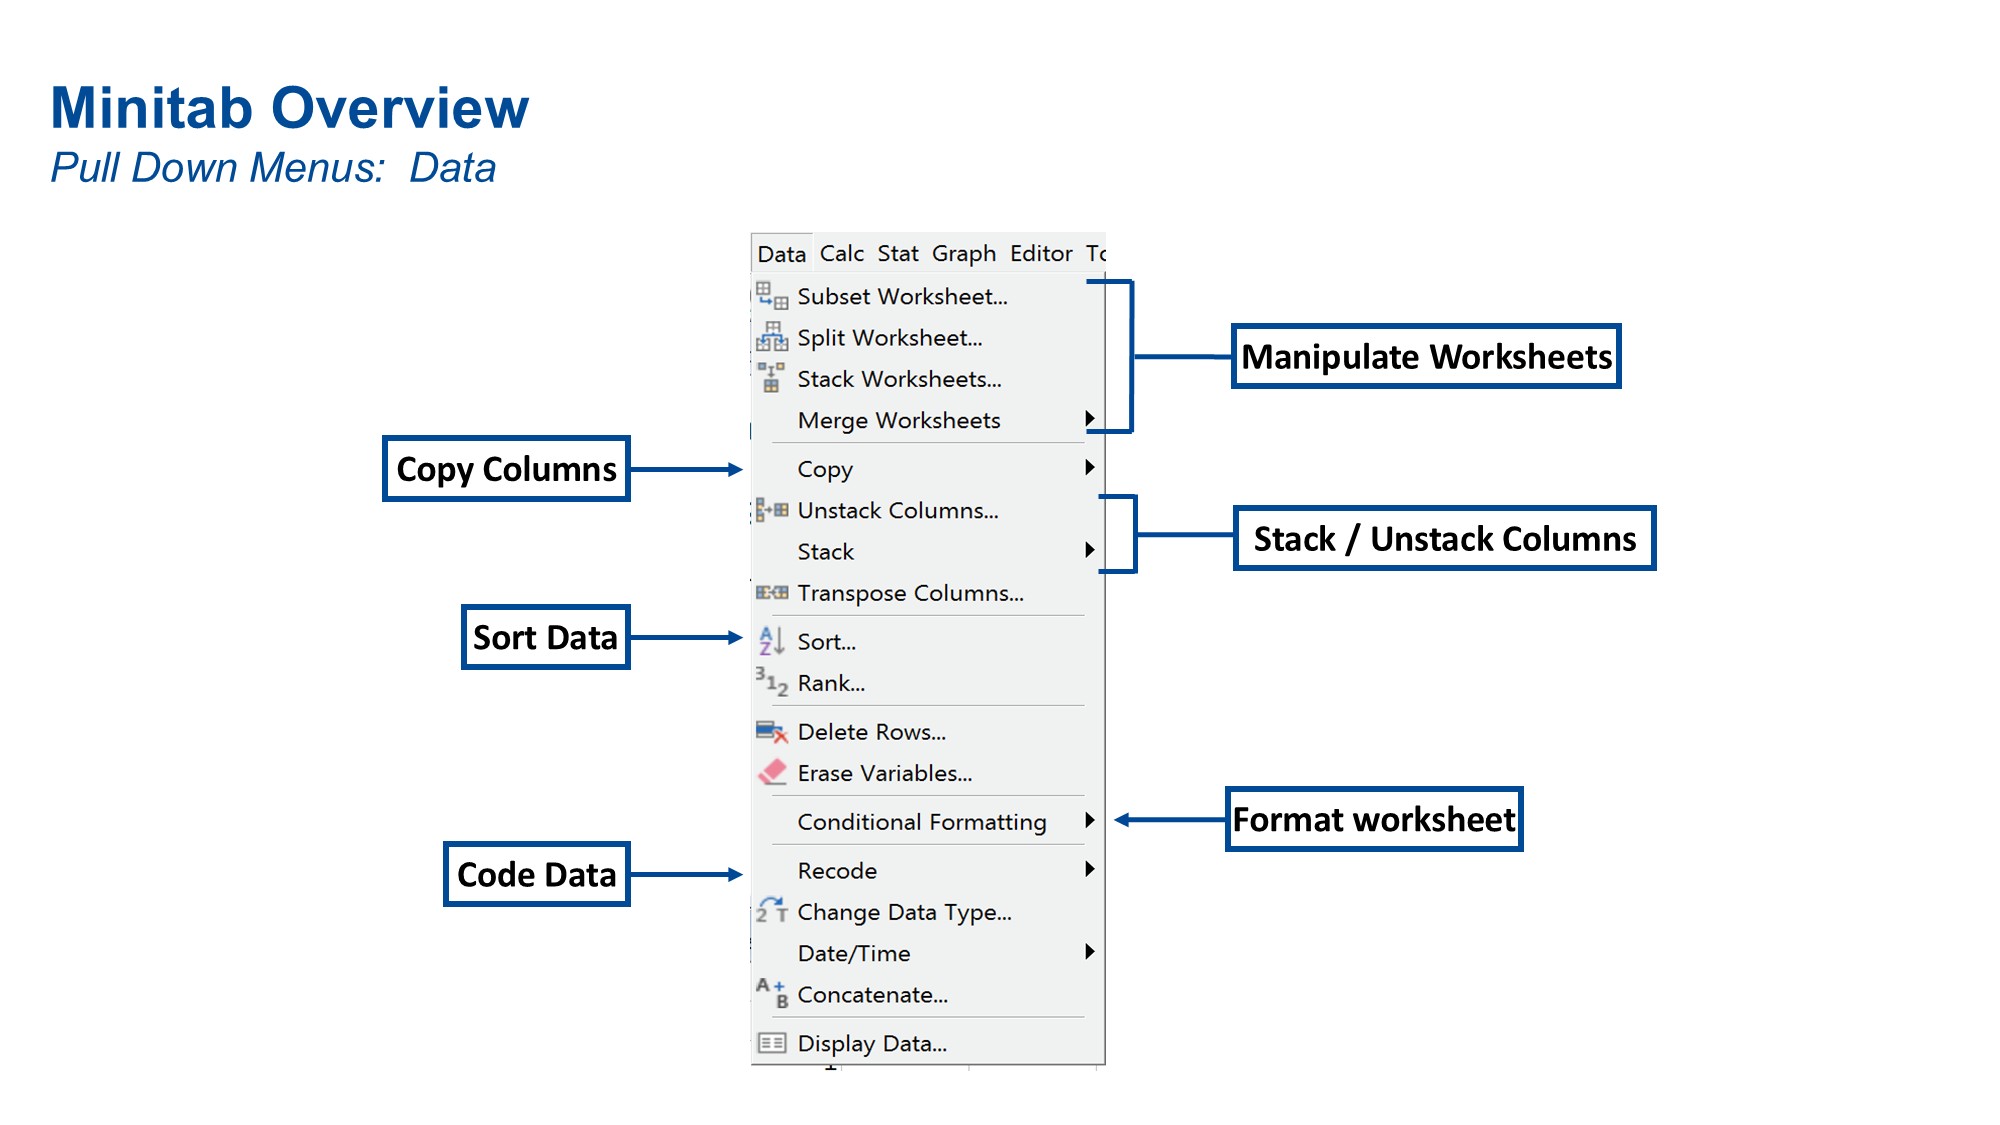 Minitab Overview
Pull Down Menus:  Data
Data Calc Stat Graph Editor
Subset Worksheet...
Split Worksheet...
Stack Worksheets...
Merge Worksheets
Manipulate Worksheets
Copy Columns
Copy
Unstack Columns...
Stack
Stack / Unstack Columns
Transpose Columns...
Sort Data
Sort...
Rank...
Delete Rows...
Erase Variables...
Conditional Formatting
Format worksheet
Code Data
Recode
Change Data Type...
Date/Time
Concatenate...
Display Data...